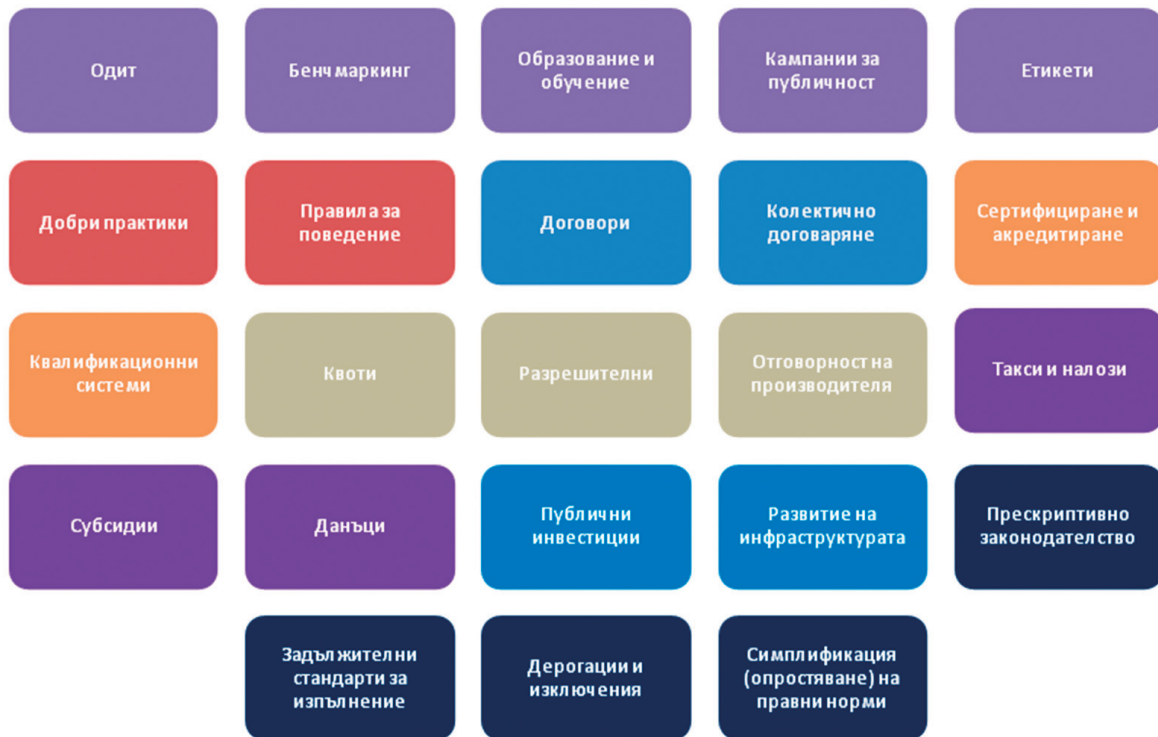 Одит
Бенчмаркинг
Образование и
обучение
Кампании за
публичност
Етикети
Добри практики
Правила за
поведение
Договори
Колектично
договаряне
Сертифициране и
акредитиране
Квалификационни
системи
Квоти
Разрешителни
Отговорност на
производителя
Такси и налози
Субсидии
Данъци
Публични
инвестиции
Развитие на
инфраструктурата
Прескриптивно
законодателство
Задължителни
стандарти за
изпълнение
Дерогации и
изключения
Симплификация
(опростяване) на
правни норми